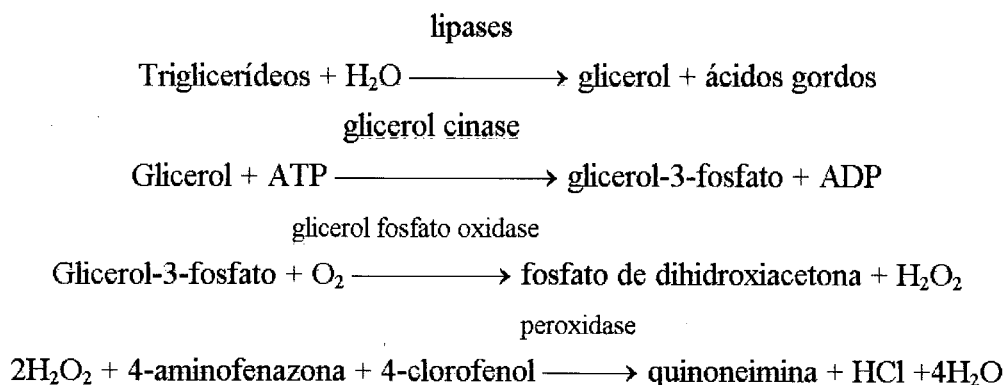 lipases
Triglicerídeos + H₂O ⟶ glicerol + ácidos gordos
glicerol cinase
Glicerol + ATP ⟶ glicerol-3-fosfato + ADP
glicerol fosfato oxidase
Glicerol-3-fosfato + O₂ ⟶ fosfato de dihidroxiacetona + H₂O₂
peroxidase
2H₂O₂ + 4-aminofenazona + 4-clorofenol ⟶ quinoneimina + HCl +4H₂O